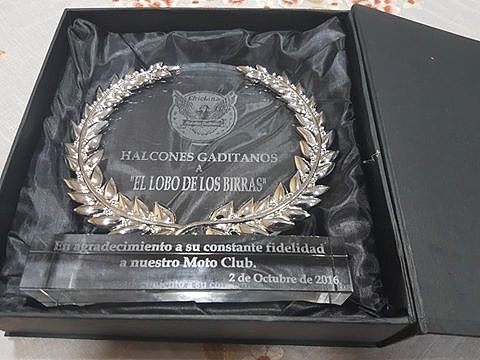 Chiclana
HALCONES GADITANOS
A
"EL LOBO DE LOS BIRRAS"
En agradecimiento a su constante fidelidad
a nuestro Moto Club.
2 de Octubre de 2016